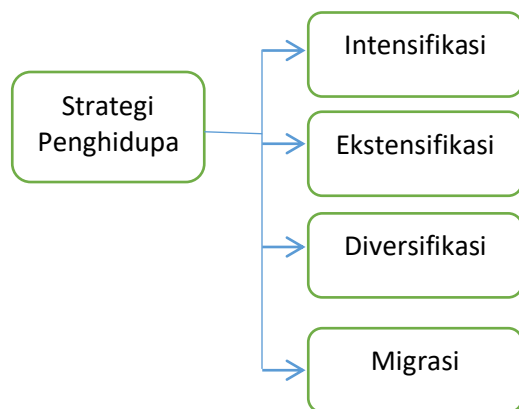 Strategi
Penghidupa
Intensifikasi
Ekstensifikasi
Diversifikasi
Migrasi